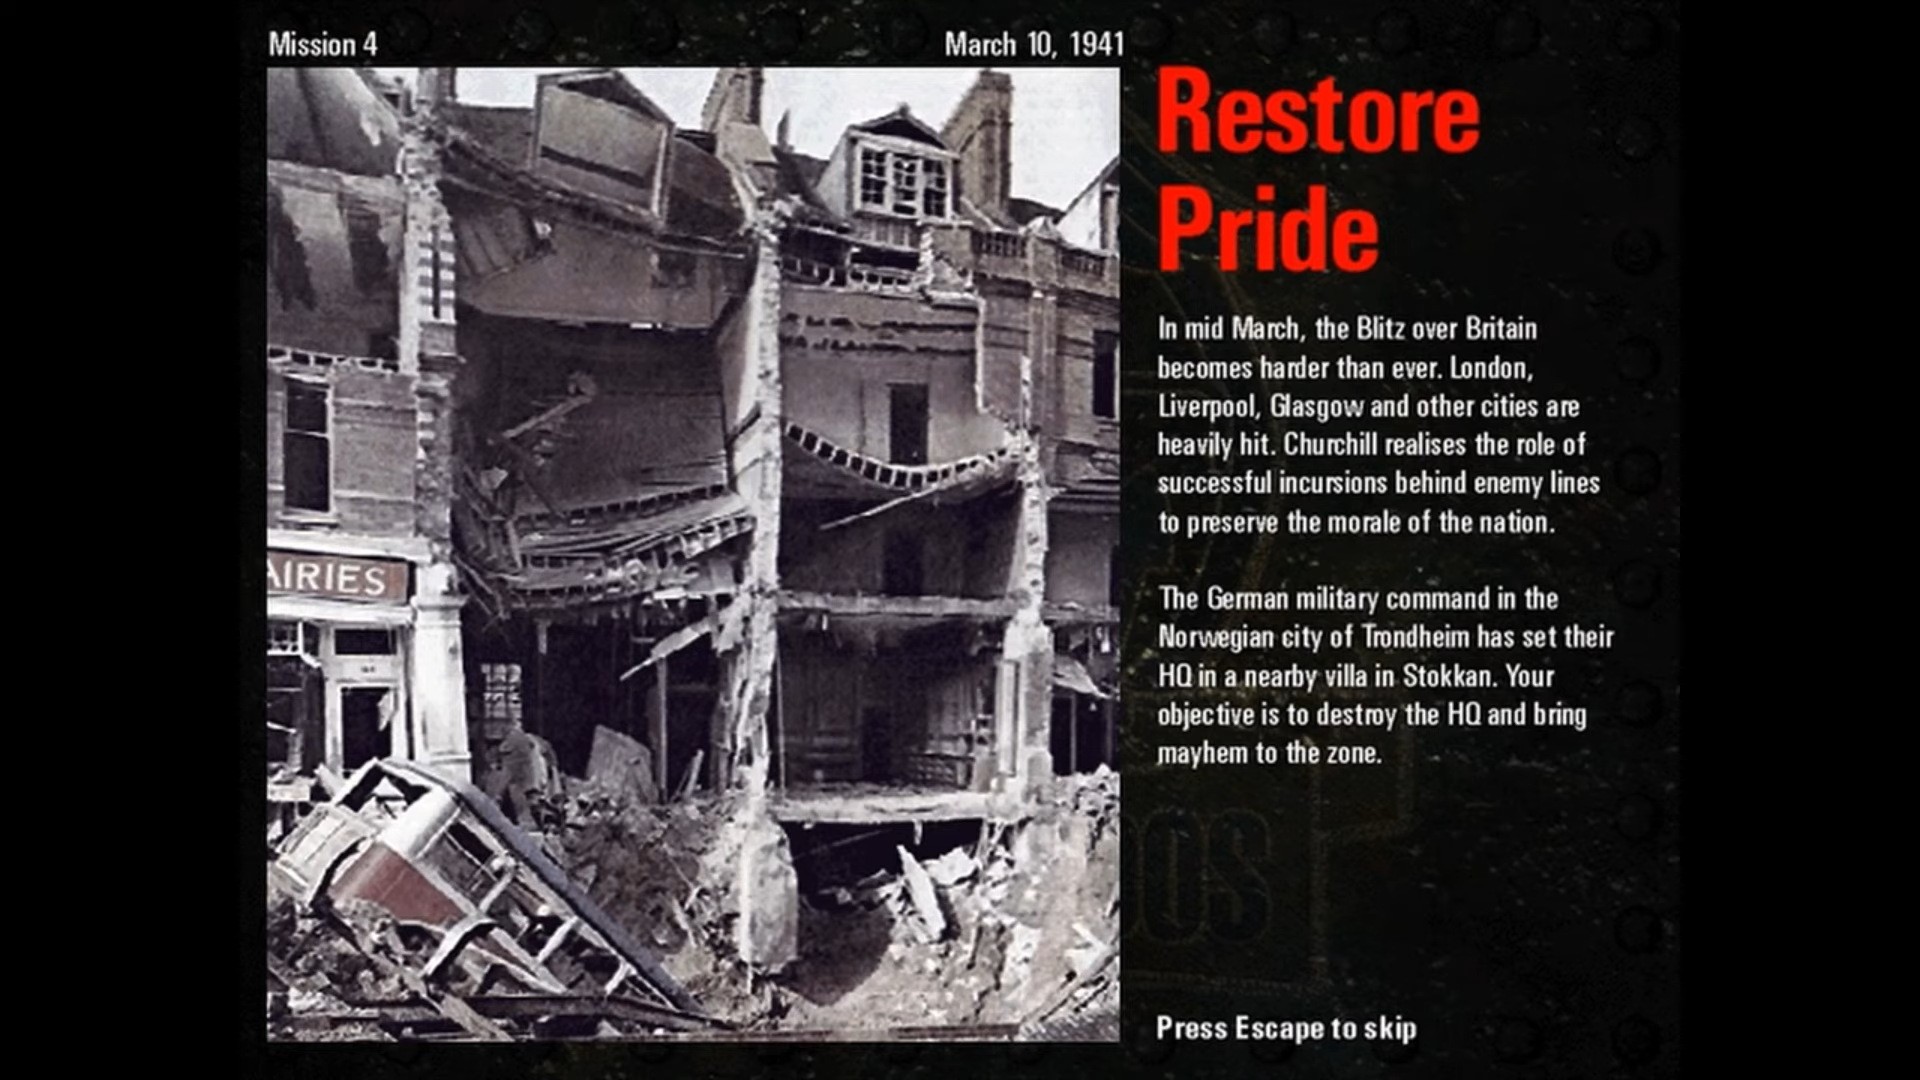 Mission 4
March 10, 1941
Restore
Pride
In mid March, the Blitz over Britain
becomes harder than ever. London,
Liverpool, Glasgow and other cities are
heavily hit. Churchill realises the role of
successful incursions behind enemy lines
to preserve the morale of the nation.
The German military command in the
Norwegian city of Trondheim has set their
HQ in a nearby villa in Stokkan. Your
objective is to destroy the HQ and bring
mayhem to the zone.
AIRIES
OS
Press Escape to skip